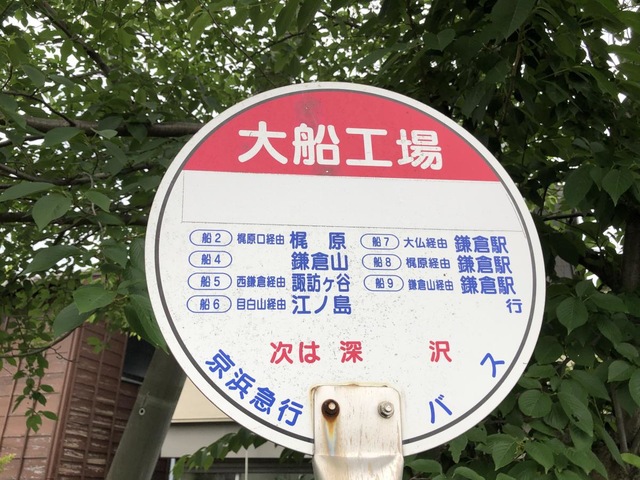 大船工場
船2 梶原口経由 梶原 船7 大仏経由 鎌倉駅
船4 鎌倉山 船8 梶原経由 鎌倉駅
船5 西鎌倉経由 諏訪ヶ谷 船9 鎌倉山経由 鎌倉駅
船6 目白山経由 江ノ島 行
次は 深沢
京浜急行バス